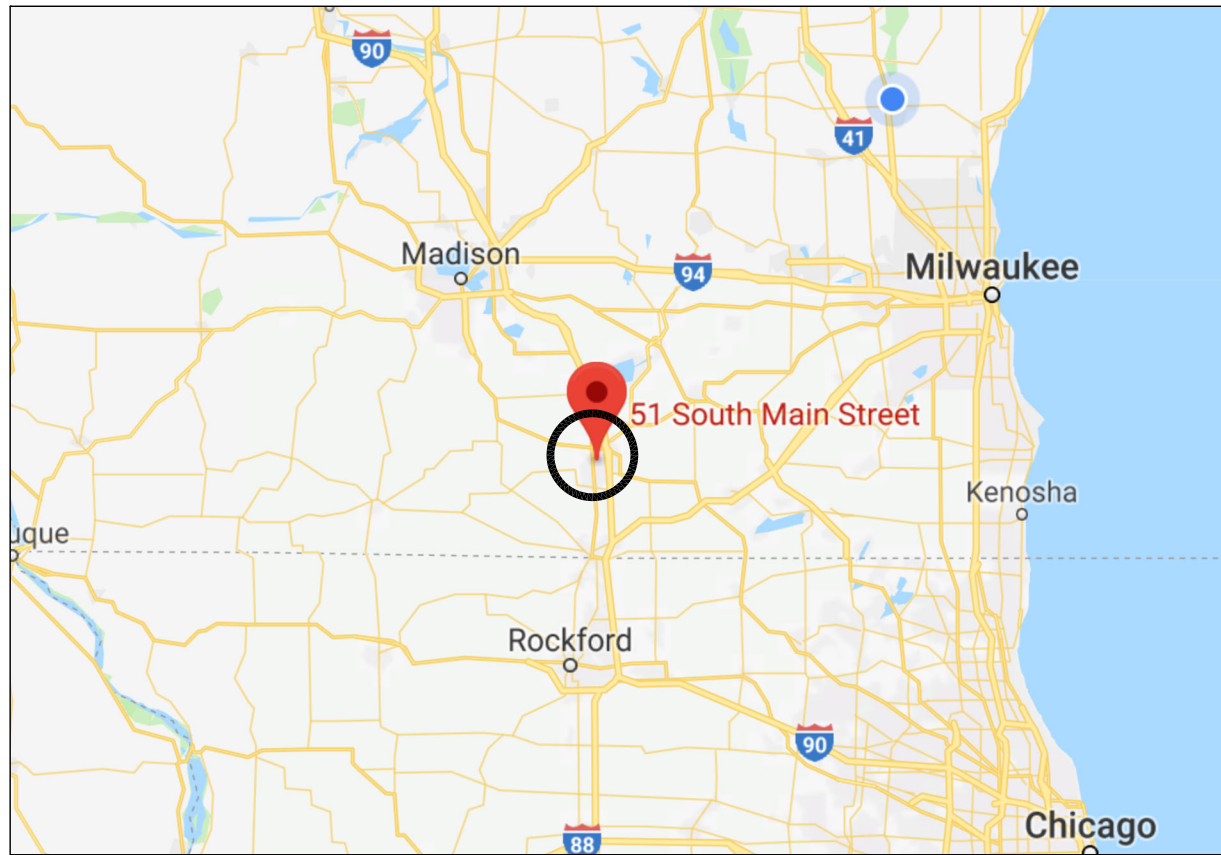 90
41
Madison
94
Milwaukee
51 South Main Street
Kenosha
uque
Rockford
90
Chicago
88